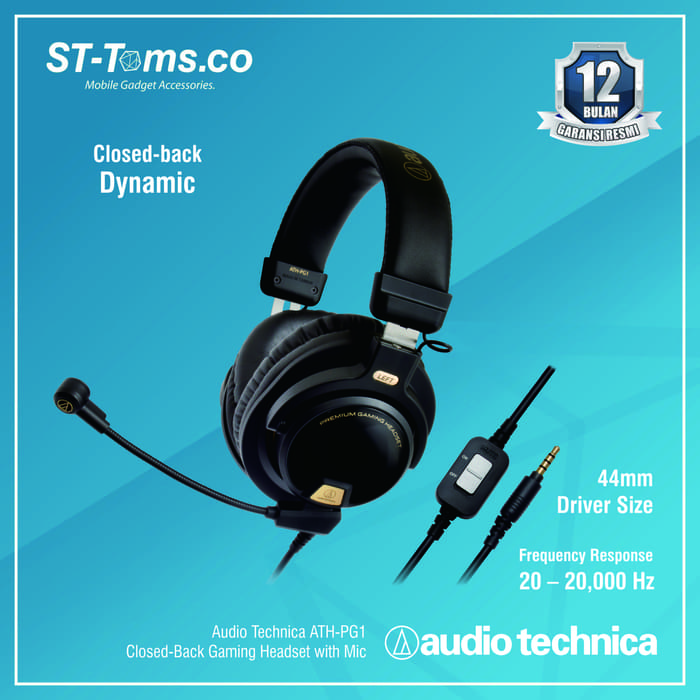 ST-Toms.co
Mobile Gadget Accessories.
12
BULAN
GARANSI RESMI
Closed-back
Dynamic
ATH-PG1
LEFT
PREMIUM GAMING HEADSET
audio-technica
44mm
Driver Size
Frequency Response
20 – 20,000 Hz
Audio Technica ATH-PG1
Closed-Back Gaming Headset with Mic
audio technica